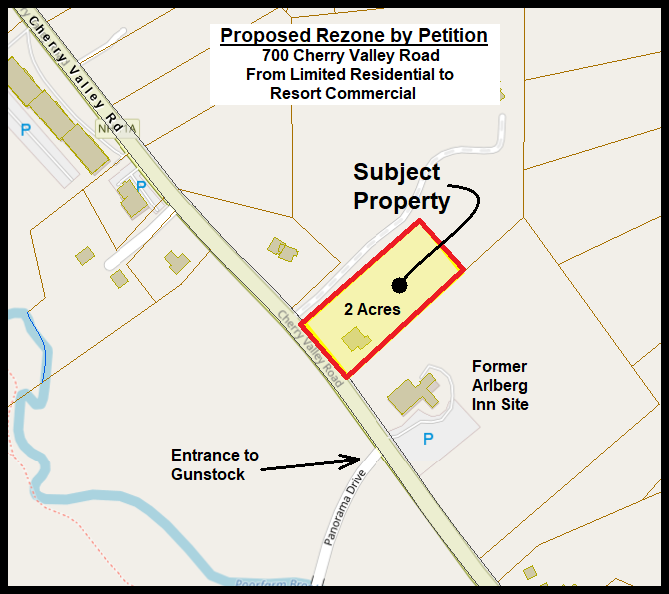 Proposed Rezone by Petition
700 Cherry Valley Road
From Limited Residential to
Resort Commercial
Cherry Valley Rd
P
P
Subject
Property
2 Acres
Cherry Valley Road
Former
Arlberg
Inn Site
P
Entrance to
Gunstock
Panorama Drive